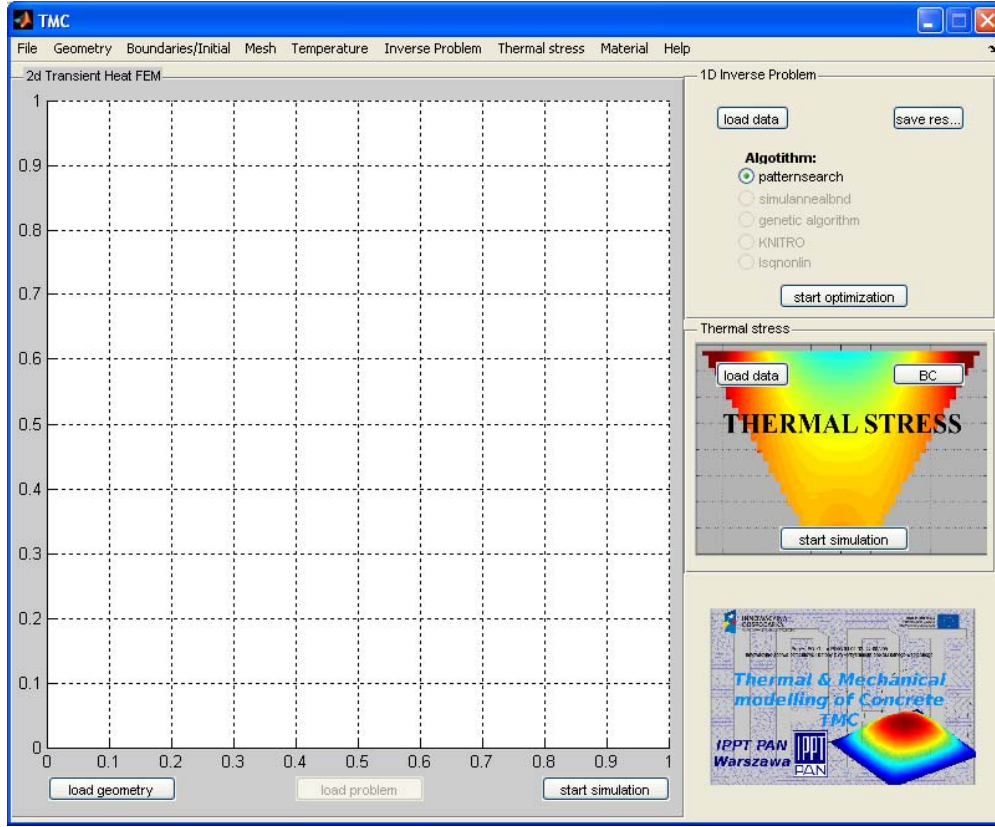 TMC
File Geometry Boundaries/Initial Mesh Temperature Inverse Problem Thermal stress Material Help
2d Transient Heat FEM
1
0.9
0.8
0.7
0.6
0.5
0.4
0.3
0.2
0.1
0
0 0.1 0.2 0.3 0.4 0.5 0.6 0.7 0.8 0.9 1
load geometry load problem start simulation
1D Inverse Problem
load data save res...
Algotithm:
patternsearch
simulannealbnd
genetic algorithm
KNITRO
lsqnonlin
start optimization
Thermal stress
load data BC
THERMAL STRESS
start simulation
INNOWACYJNA
GOSPODARKA
Thermal & Mechanical
modelling of Concrete
TMC
IPPT PAN
Warszawa
IPPT
PAN